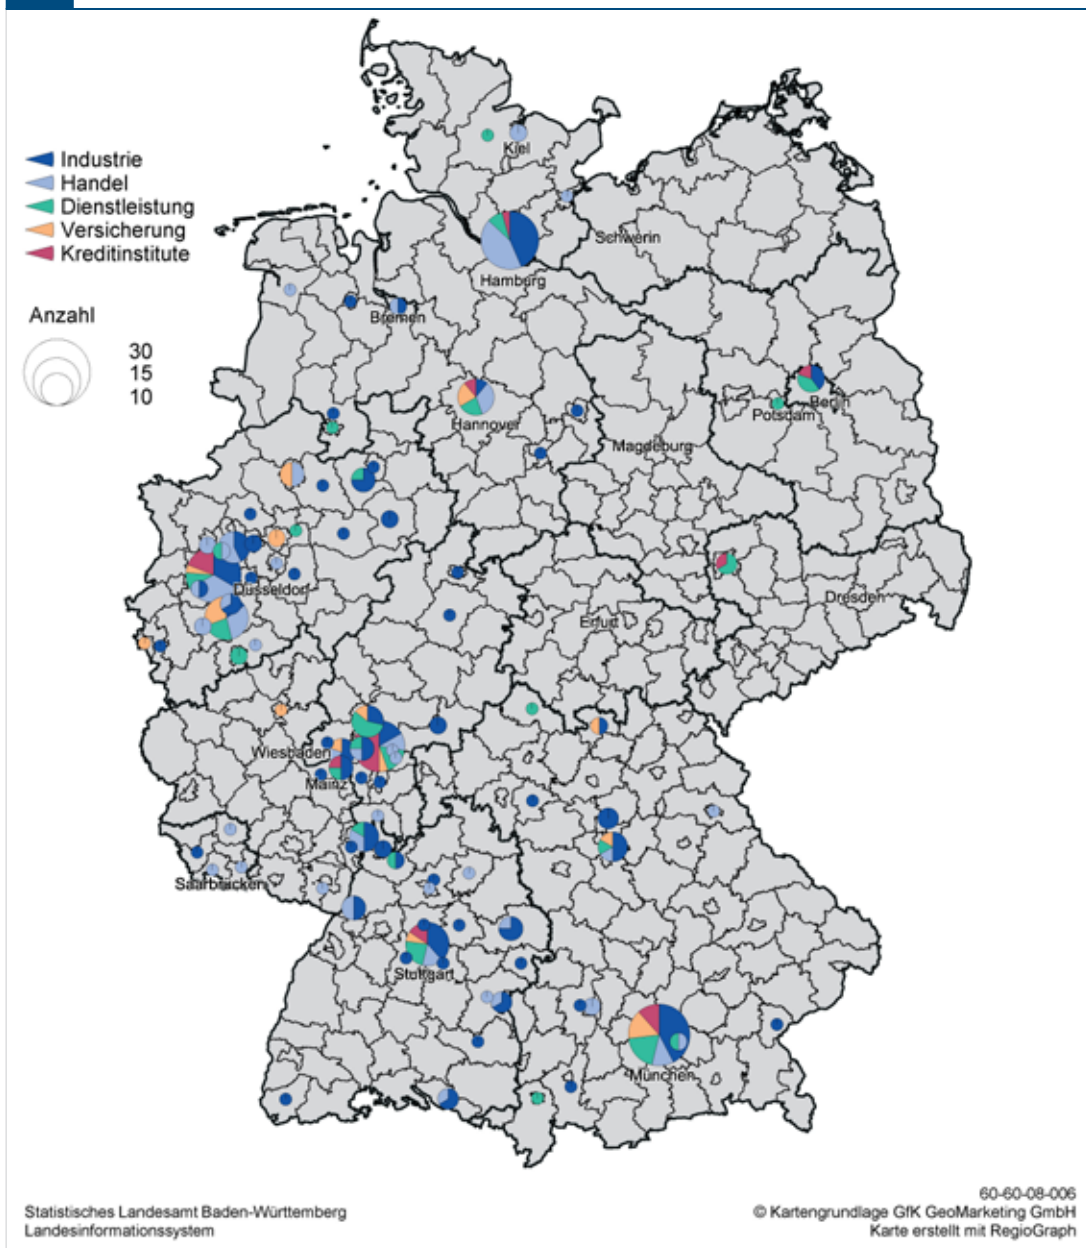 Industrie
Handel
Dienstleistung
Versicherung
Kreditinstitute
Anzahl
30
15
10
Kiel
Schwerin
Hamburg
Bremen
Berlin
Potsdam
Hannover
Magdeburg
Düsseldorf
Dresden
Erfurt
Wiesbaden
Mainz
Saarbrücken
Stuttgart
München
60-60-08-006
Statistisches Landesamt Baden-Württemberg
© Kartengrundlage GfK GeoMarketing GmbH
Landesinformationssystem
Karte erstellt mit RegioGraph